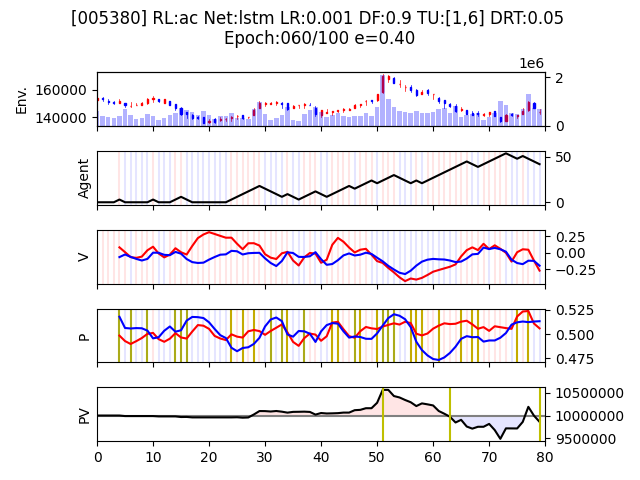 [005380] RL:ac Net:lstm LR:0.001 DF:0.9 TU:[1,6] DRT:0.05
Epoch:060/100 e=0.40
1e6
Env.
160000
140000
2
0
Agent
50
0
V
0.25
0.00
−0.25
P
0.525
0.500
0.475
PV
10500000
10000000
9500000
0 10 20 30 40 50 60 70 80